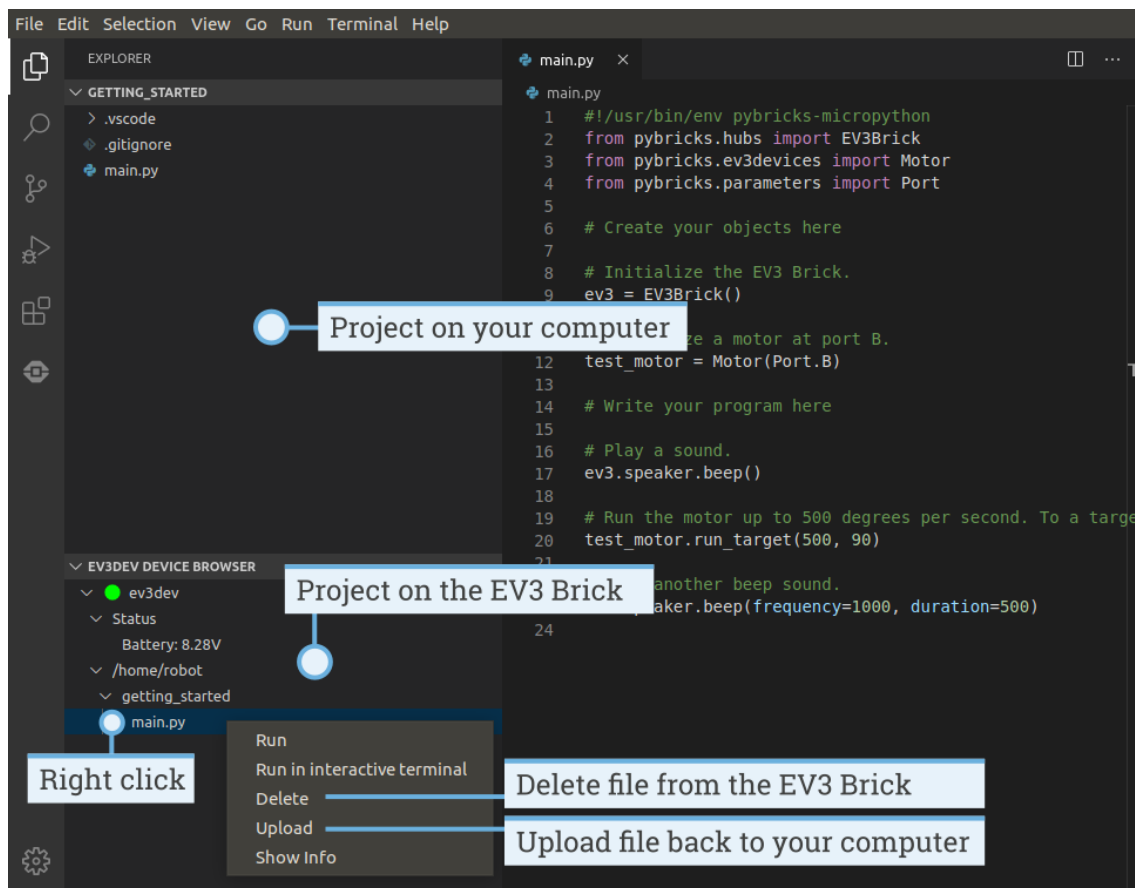 File Edit Selection View Go Run Terminal Help
EXPLORER
GETTING_STARTED
.vscode
.gitignore
main.py
Project on your computer
EV3DEV DEVICE BROWSER
ev3dev
Project on the EV3 Brick
Status
Battery: 8.28V
/home/robot
getting_started
main.py
Right click
Run
Run in interactive terminal
Delete
Upload
Show Info
Delete file from the EV3 Brick
Upload file back to your computer
main.py
main.py
1 #!/usr/bin/env pybricks-micropython
2 from pybricks.hubs import EV3Brick
3 from pybricks.ev3devices import Motor
4 from pybricks.parameters import Port
5
6 # Create your objects here
7
8 # Initialize the EV3 Brick.
9 ev3 = EV3Brick()
a motor at port B.
12 test_motor = Motor(Port.B)
13
14 # Write your program here
15
16 # Play a sound.
17 ev3.speaker.beep()
18
19 # Run the motor up to 500 degrees per second. To a targe
20 test_motor.run_target(500, 90)
21
another beep sound.
eaker.beep(frequency=1000, duration=500)
24